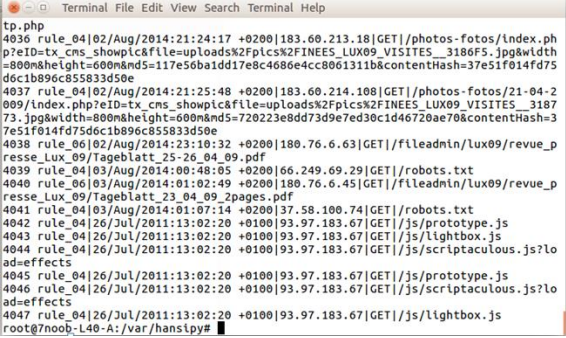 Terminal File Edit View Search Terminal Help
tp.php
4036 rule_04|02/Aug/2014:21:24:17 +0200|183.60.213.18|GET|/photos-fotos/index.ph
p?eID=tx_cms_showpic&file=uploads%2Fpics%2FINEES_LUX09_VISITES__3186F5.jpg&width
=800m&height=600m&md5=117e56ba1dd17e8c4686e4cc8061311b&contentHash=37e51f014fd75
d6c1b896c855833d50e
4037 rule_04|02/Aug/2014:21:25:48 +0200|183.60.214.108|GET|/photos-fotos/21-04-2
009/index.php?eID=tx_cms_showpic&file=uploads%2Fpics%2FINEES_LUX09_VISITES__3187
73.jpg&width=800m&height=600m&md5=720223e8dd73d9e7ed30c1d46720ae70&contentHash=3
7e51f014fd75d6c1b896c855833d50e
4038 rule_06|02/Aug/2014:23:10:32 +0200|180.76.6.63|GET|/fileadmin/lux09/revue_p
resse_Lux_09/Tageblatt_25-26_04_09.pdf
4039 rule_04|03/Aug/2014:00:48:05 +0200|66.249.69.29|GET|/robots.txt
4040 rule_06|03/Aug/2014:01:02:49 +0200|180.76.6.45|GET|/fileadmin/lux09/revue_p
resse_Lux_09/Tageblatt_23_04_09_2pages.pdf
4041 rule_04|03/Aug/2014:01:07:14 +0200|37.58.100.74|GET|/robots.txt
4042 rule_04|26/Jul/2011:13:02:20 +0100|93.97.183.67|GET|/js/prototype.js
4043 rule_04|26/Jul/2011:13:02:20 +0100|93.97.183.67|GET|/js/lightbox.js
4044 rule_04|26/Jul/2011:13:02:20 +0100|93.97.183.67|GET|/js/scriptaculous.js?lo
ad=effects
4045 rule_04|26/Jul/2011:13:02:20 +0100|93.97.183.67|GET|/js/prototype.js
4046 rule_04|26/Jul/2011:13:02:20 +0100|93.97.183.67|GET|/js/scriptaculous.js?lo
ad=effects
4047 rule_04|26/Jul/2011:13:02:20 +0100|93.97.183.67|GET|/js/lightbox.js
root@7noob-L40-A:/var/hansipy#